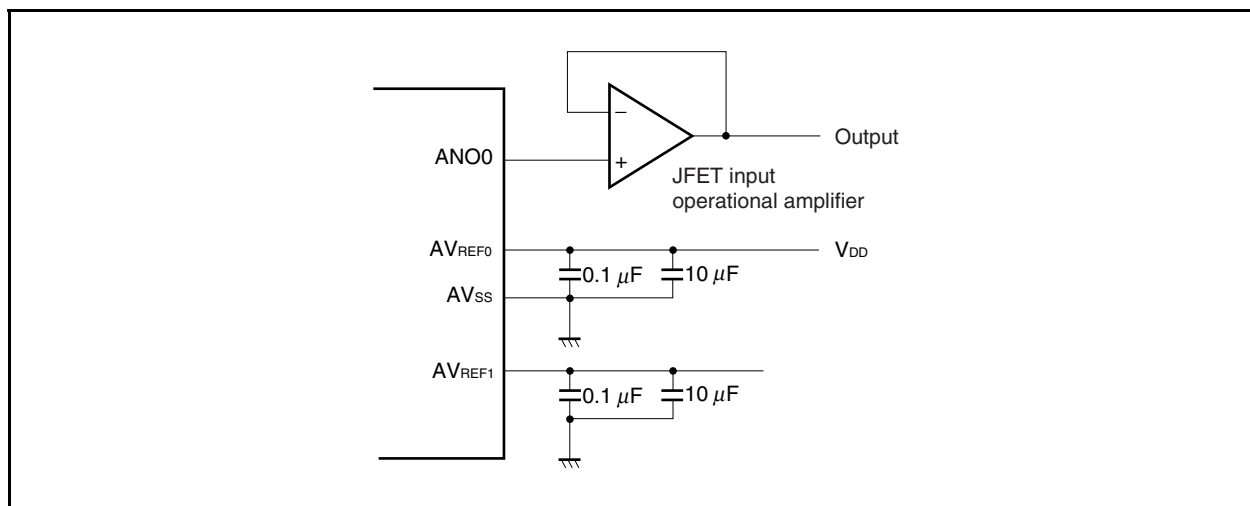 ANO0
−
+
Output
JFET input
operational amplifier
AVREF0
VDD
0.1 μF
10 μF
AVSS
AVREF1
0.1 μF
10 μF